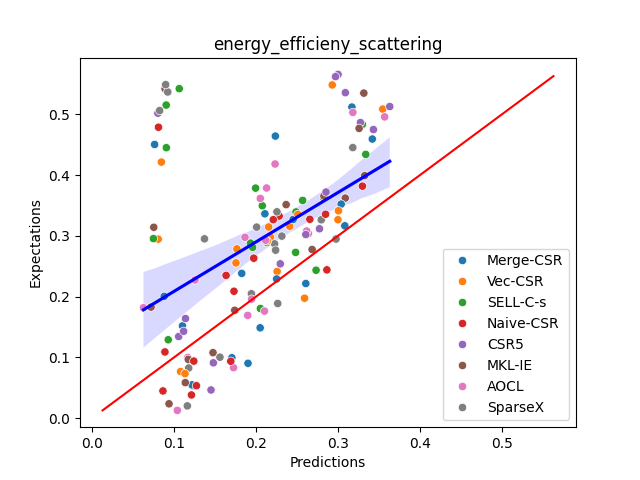 energy_efficieny_scattering
Expectations
0.5
0.4
0.3
0.2
0.1
0.0
0.0 0.1 0.2 0.3 0.4 0.5
Predictions
Merge-CSR
Vec-CSR
SELL-C-s
Naive-CSR
CSR5
MKL-IE
AOCL
SparseX